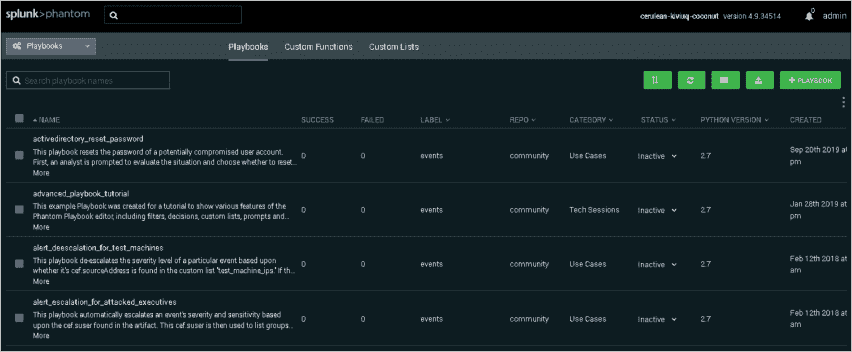 splunk>phantom
cerulean-kiviuq-coconut version 4.9.34514
0
admin
Playbooks
Playbooks
Custom Functions
Custom Lists
Search playbook names
+ PLAYBOOK
NAME
SUCCESS
FAILED
LABEL
REPO
CATEGORY
STATUS
PYTHON VERSION
CREATED
activedirectory_reset_password
This playbook resets the password of a potentially compromised user account.
First, an analyst is prompted to evaluate the situation and choose whether to reset...
More
0
0
events
community
Use Cases
Inactive
2.7
Sep 20th 2019 at
pm
advanced_playbook_tutorial
This example Playbook was created for a tutorial to show various features of the
Phantom Playbook editor, including filters, decisions, custom lists, prompts and...
More
0
0
events
community
Tech Sessions
Inactive
2.7
Jan 28th 2019 at
pm
alert_deescalation_for_test_machines
This playbook de-escalates the severity level of a particular event based upon
whether it's cef.sourceAddress is found in the custom list "test_machine_ips." If th...
More
0
0
events
community
Use Cases
Inactive
2.7
Feb 12th 2018 at
am
alert_escalation_for_attacked_executives
This playbook automatically escalates an event's severity and sensitivity based
upon the cef.suser found in the artifact. This cef.suser is then used to list groups...
More
0
0
events
community
Use Cases
Inactive
2.7
Feb 12th 2018 at
am